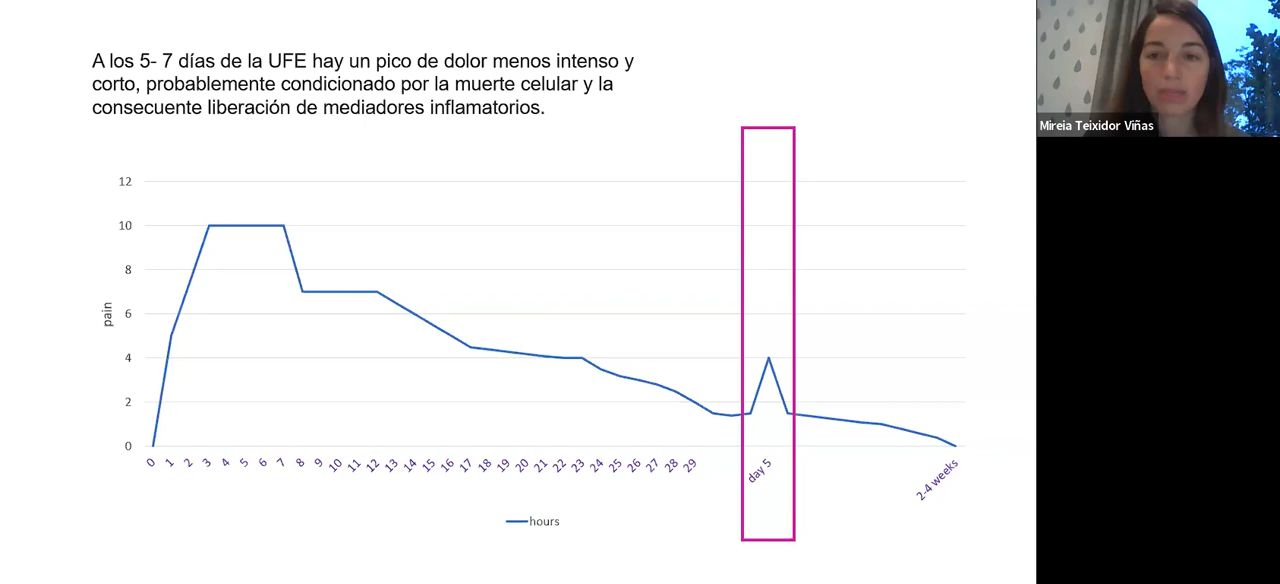 A los 5- 7 días de la UFE hay un pico de dolor menos intenso y
corto, probablemente condicionado por la muerte celular y la
consecuente liberación de mediadores inflamatorios.
Mireia Teixidor Viñas
12
10
8
6
4
2
0
pain
0 1 2 3 4 5 6 7 8 9 10 11 12 13 14 15 16 17 18 19 20 21 22 23 24 25 26 27 28 29 day 5 2-4 weeks
hours